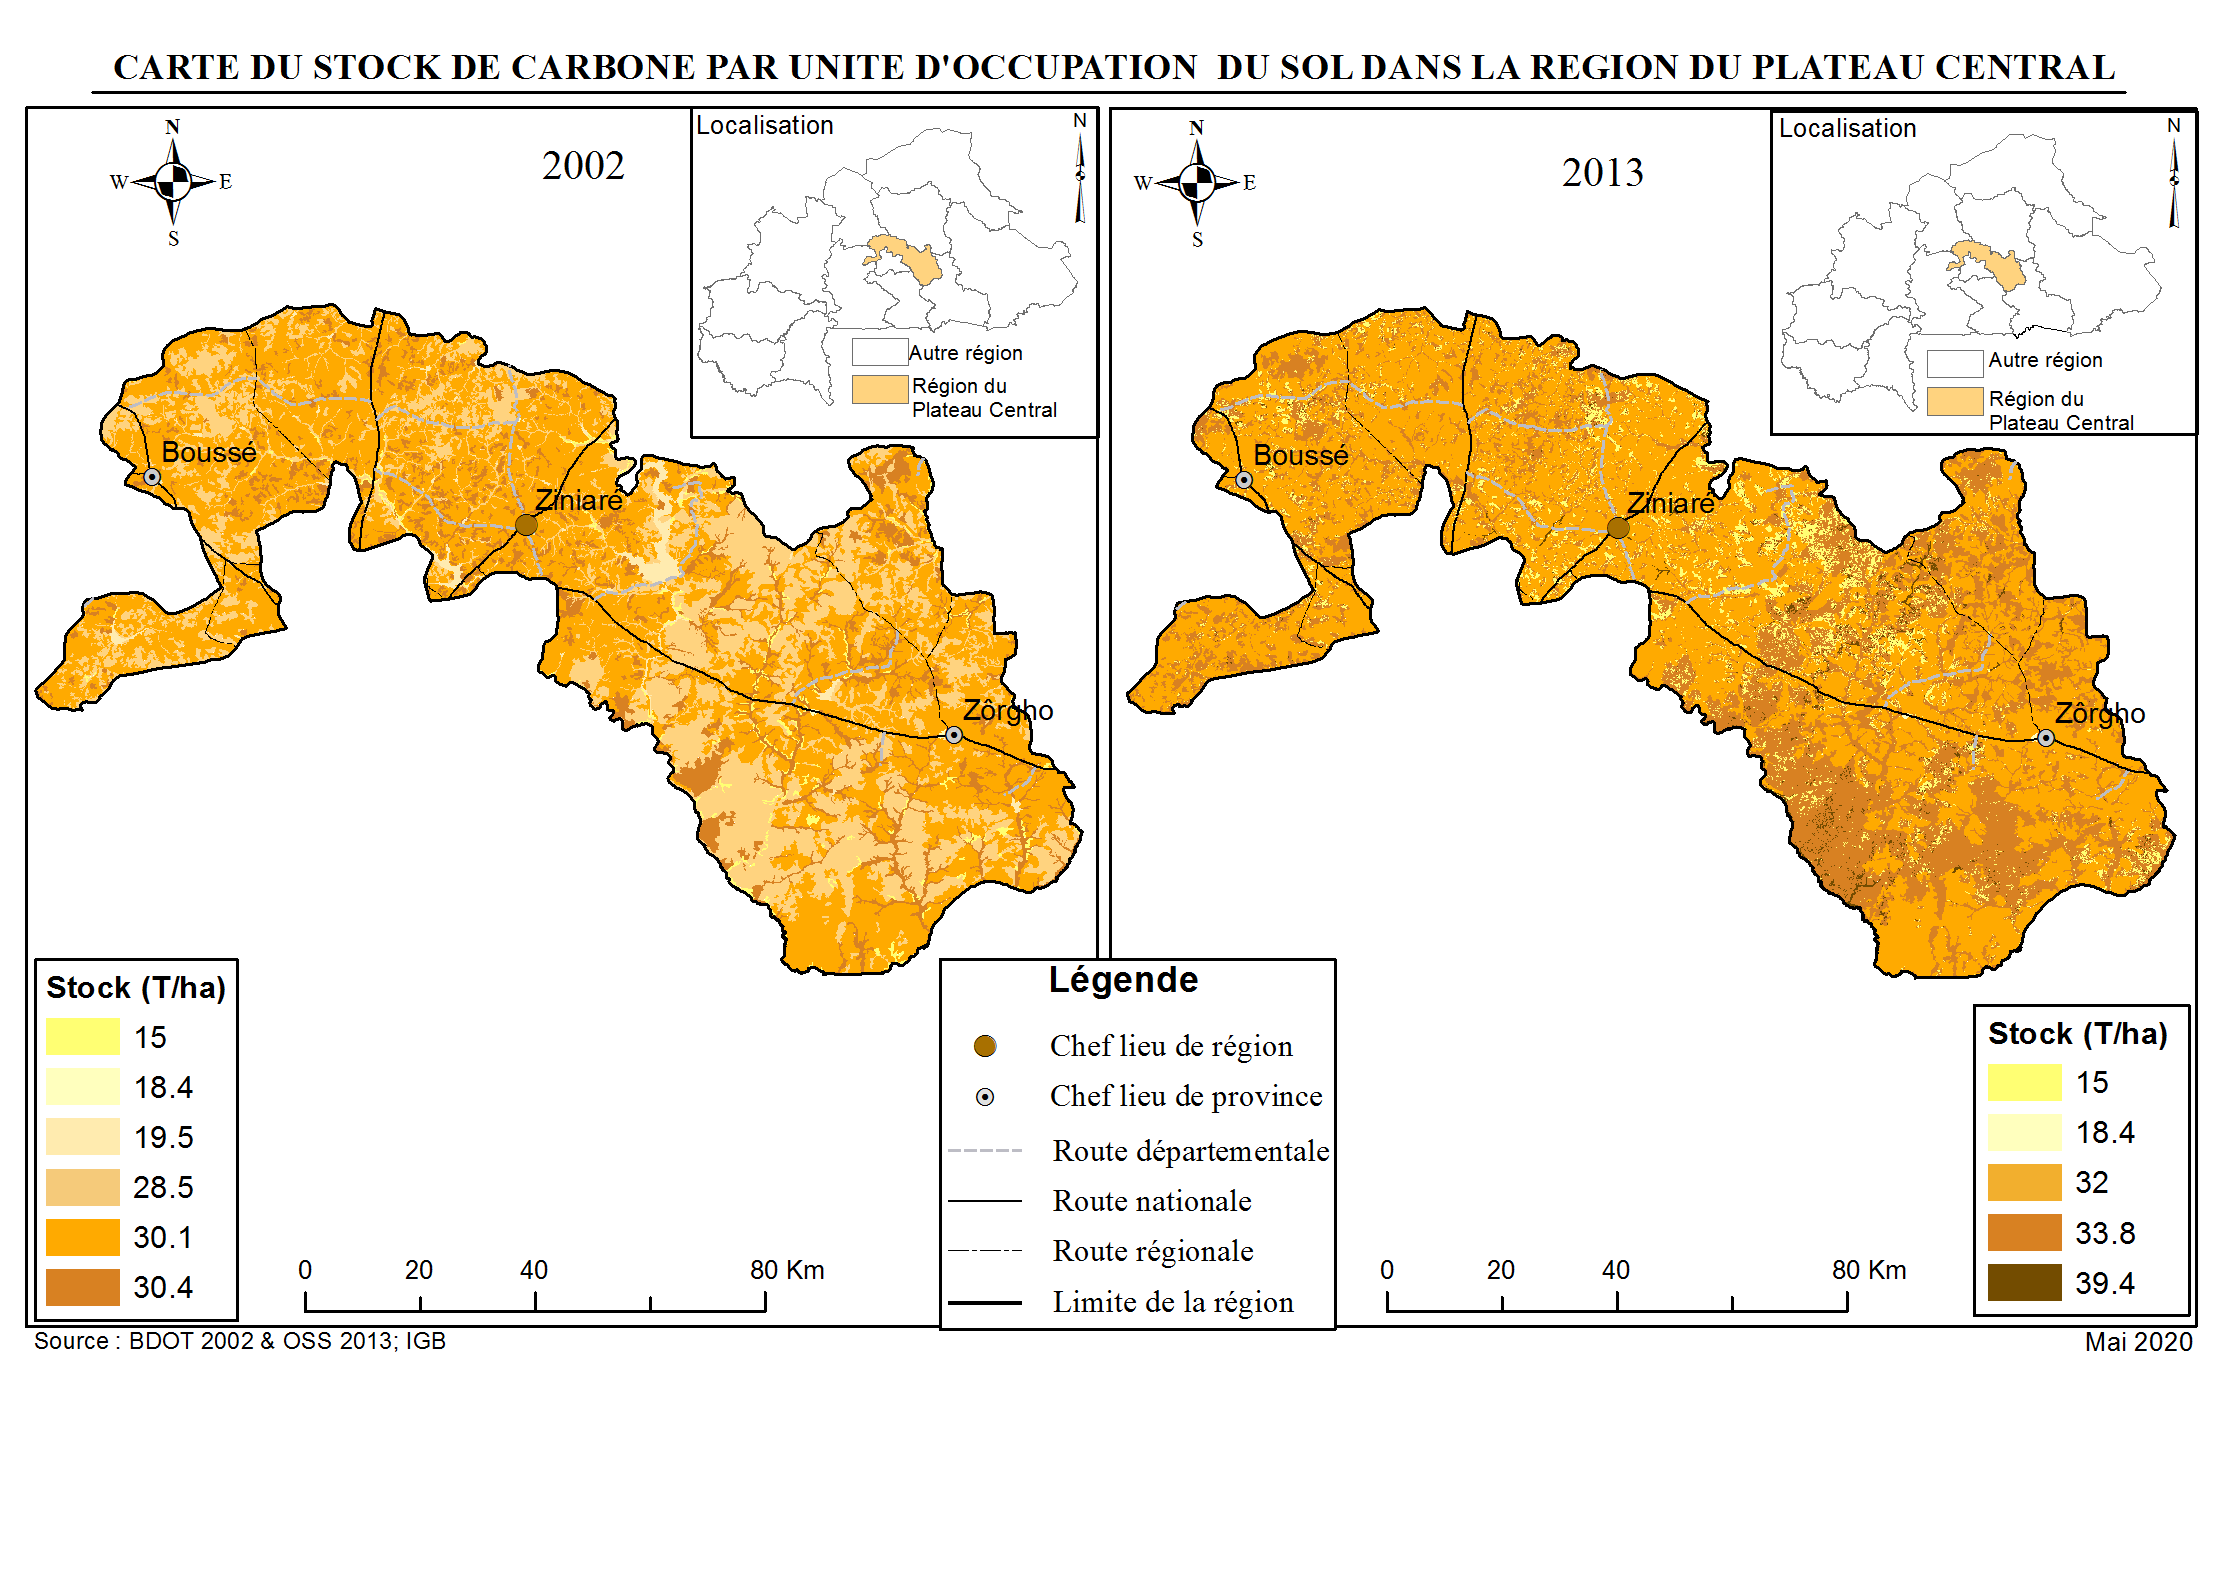 CARTE DU STOCK DE CARBONE PAR UNITE D'OCCUPATION DU SOL DANS LA REGION DU PLATEAU CENTRAL
N
W E
S
2002
Localisation
N
Autre région
Région du
Plateau Central
Boussé
Ziniaré
Zôrgho
Stock (T/ha)
15
18.4
19.5
28.5
30.1
30.4
0 20 40 80 Km
N
W E
S
2013
Localisation
N
Autre région
Région du
Plateau Central
Boussé
Ziniaré
Zôrgho
Légende
Chef lieu de région
Chef lieu de province
Route départementale
Route nationale
Route régionale
Limite de la région
0 20 40 80 Km
Stock (T/ha)
15
18.4
32
33.8
39.4
Source : BDOT 2002 & OSS 2013; IGB
Mai 2020